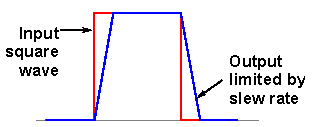 Input
square
wave
Output
limited by
slew rate